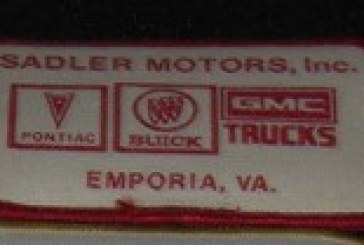 SADLER MOTORS, Inc.
PONTIAC BUICK GMC TRUCKS
EMPORIA, VA.